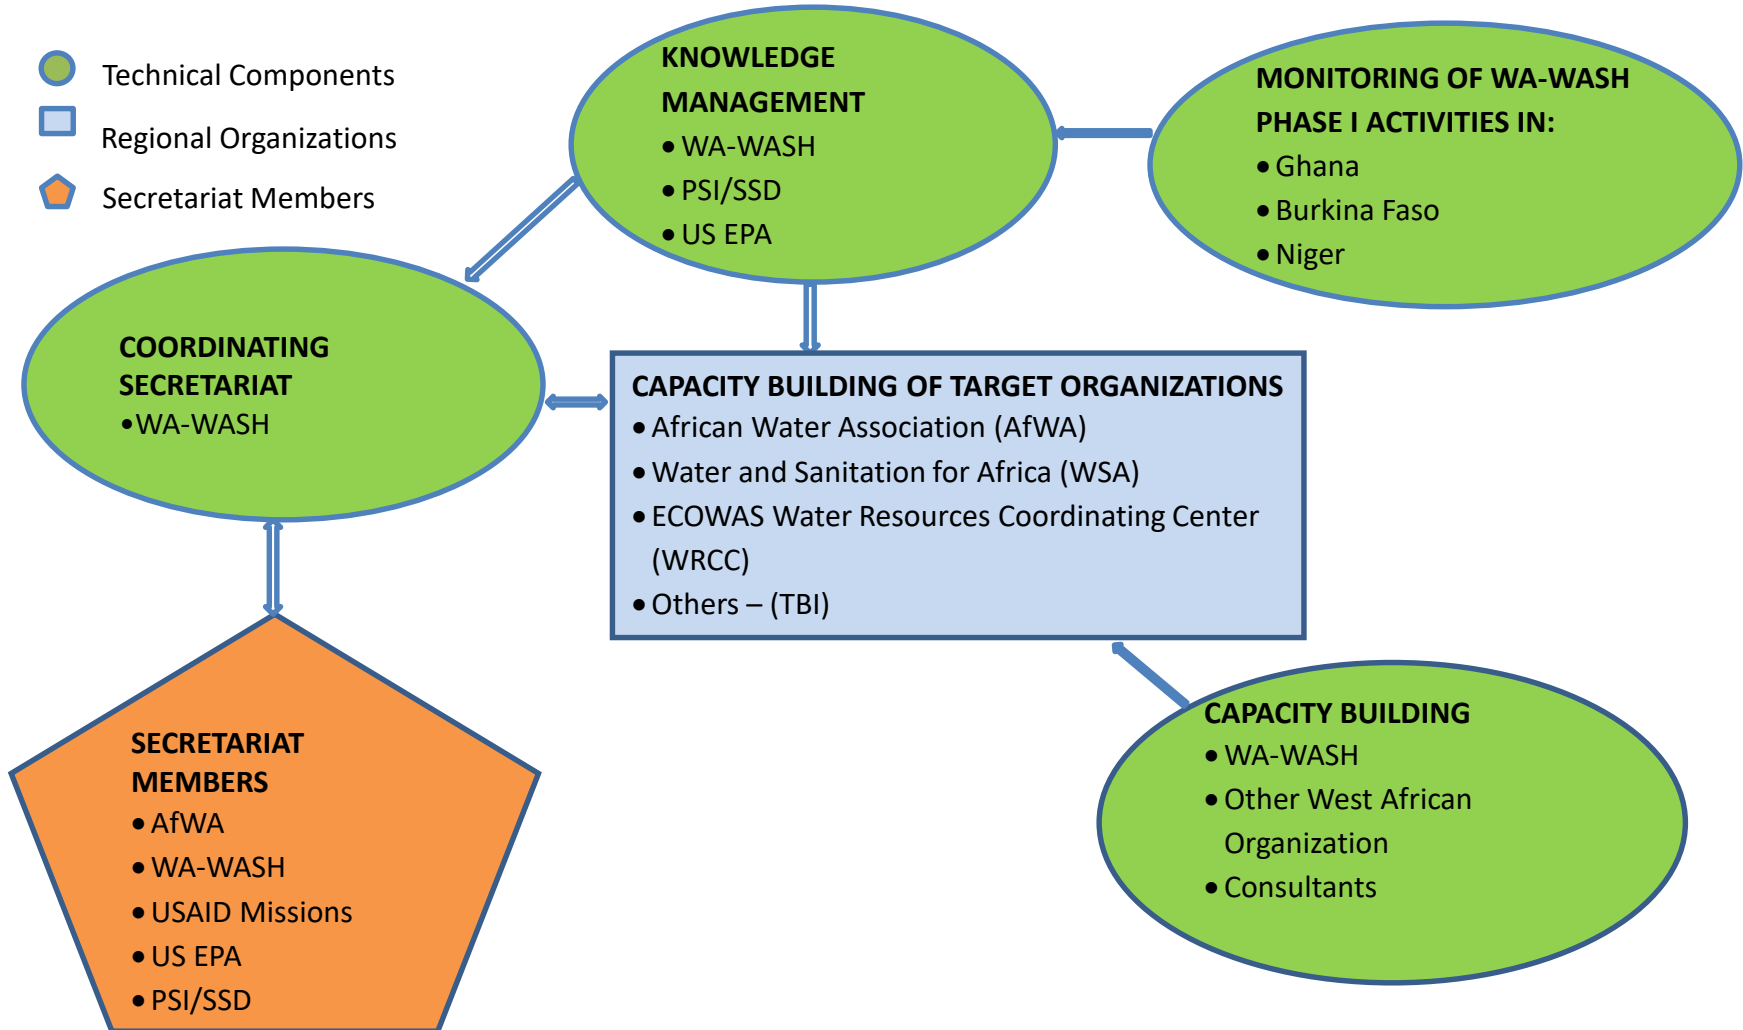 Technical Components
Regional Organizations
Secretariat Members
KNOWLEDGE
MANAGEMENT
• WA-WASH
• PSI/SSD
• US EPA
MONITORING OF WA-WASH
PHASE I ACTIVITIES IN:
• Ghana
• Burkina Faso
• Niger
COORDINATING
SECRETARIAT
•WA-WASH
CAPACITY BUILDING OF TARGET ORGANIZATIONS
• African Water Association (AfWA)
• Water and Sanitation for Africa (WSA)
• ECOWAS Water Resources Coordinating Center
(WRCC)
• Others – (TBI)
SECRETARIAT
MEMBERS
• AfWA
• WA-WASH
• USAID Missions
• US EPA
• PSI/SSD
CAPACITY BUILDING
• WA-WASH
• Other West African
Organization
• Consultants